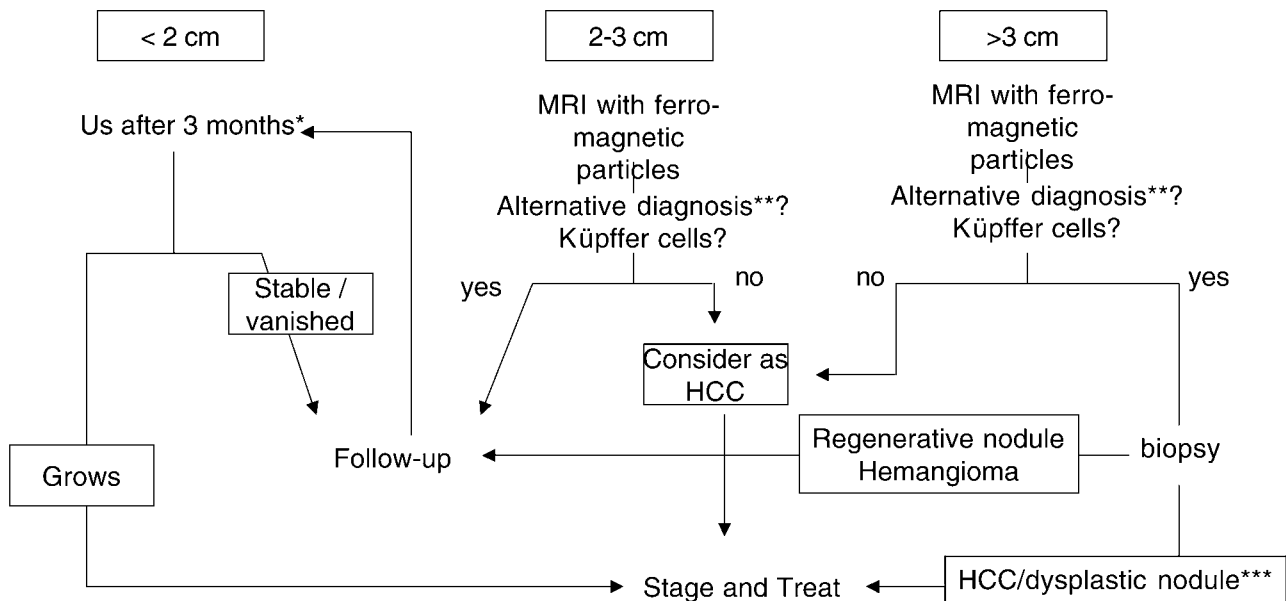 < 2 cm
2-3 cm
>3 cm
Us after 3 months*
MRI with ferro-
magnetic
particles
Alternative diagnosis**?
Küpffer cells?
MRI with ferro-
magnetic
particles
Alternative diagnosis**?
Küpffer cells?
Stable /
vanished
yes
no
no
yes
Consider as
HCC
Grows
Follow-up
Regenerative nodule
Hemangioma
biopsy
Stage and Treat
HCC/dysplastic nodule***